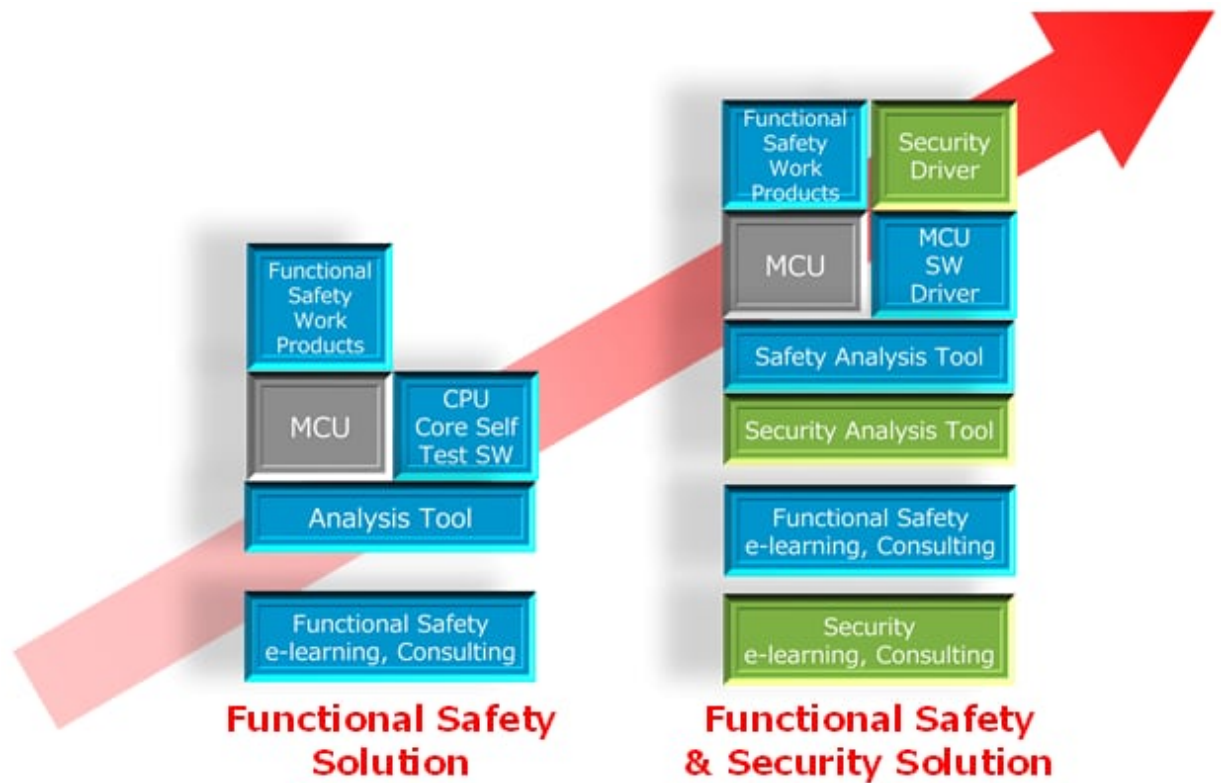 Functional
Safety
Work
Products
MCU
CPU
Core Self
Test SW
Analysis Tool
Functional Safety
e-learning, Consulting
Functional Safety
Solution
Functional
Safety
Work
Products
Security
Driver
MCU
MCU
SW
Driver
Safety Analysis Tool
Security Analysis Tool
Functional Safety
e-learning, Consulting
Security
e-learning, Consulting
Functional Safety
& Security Solution